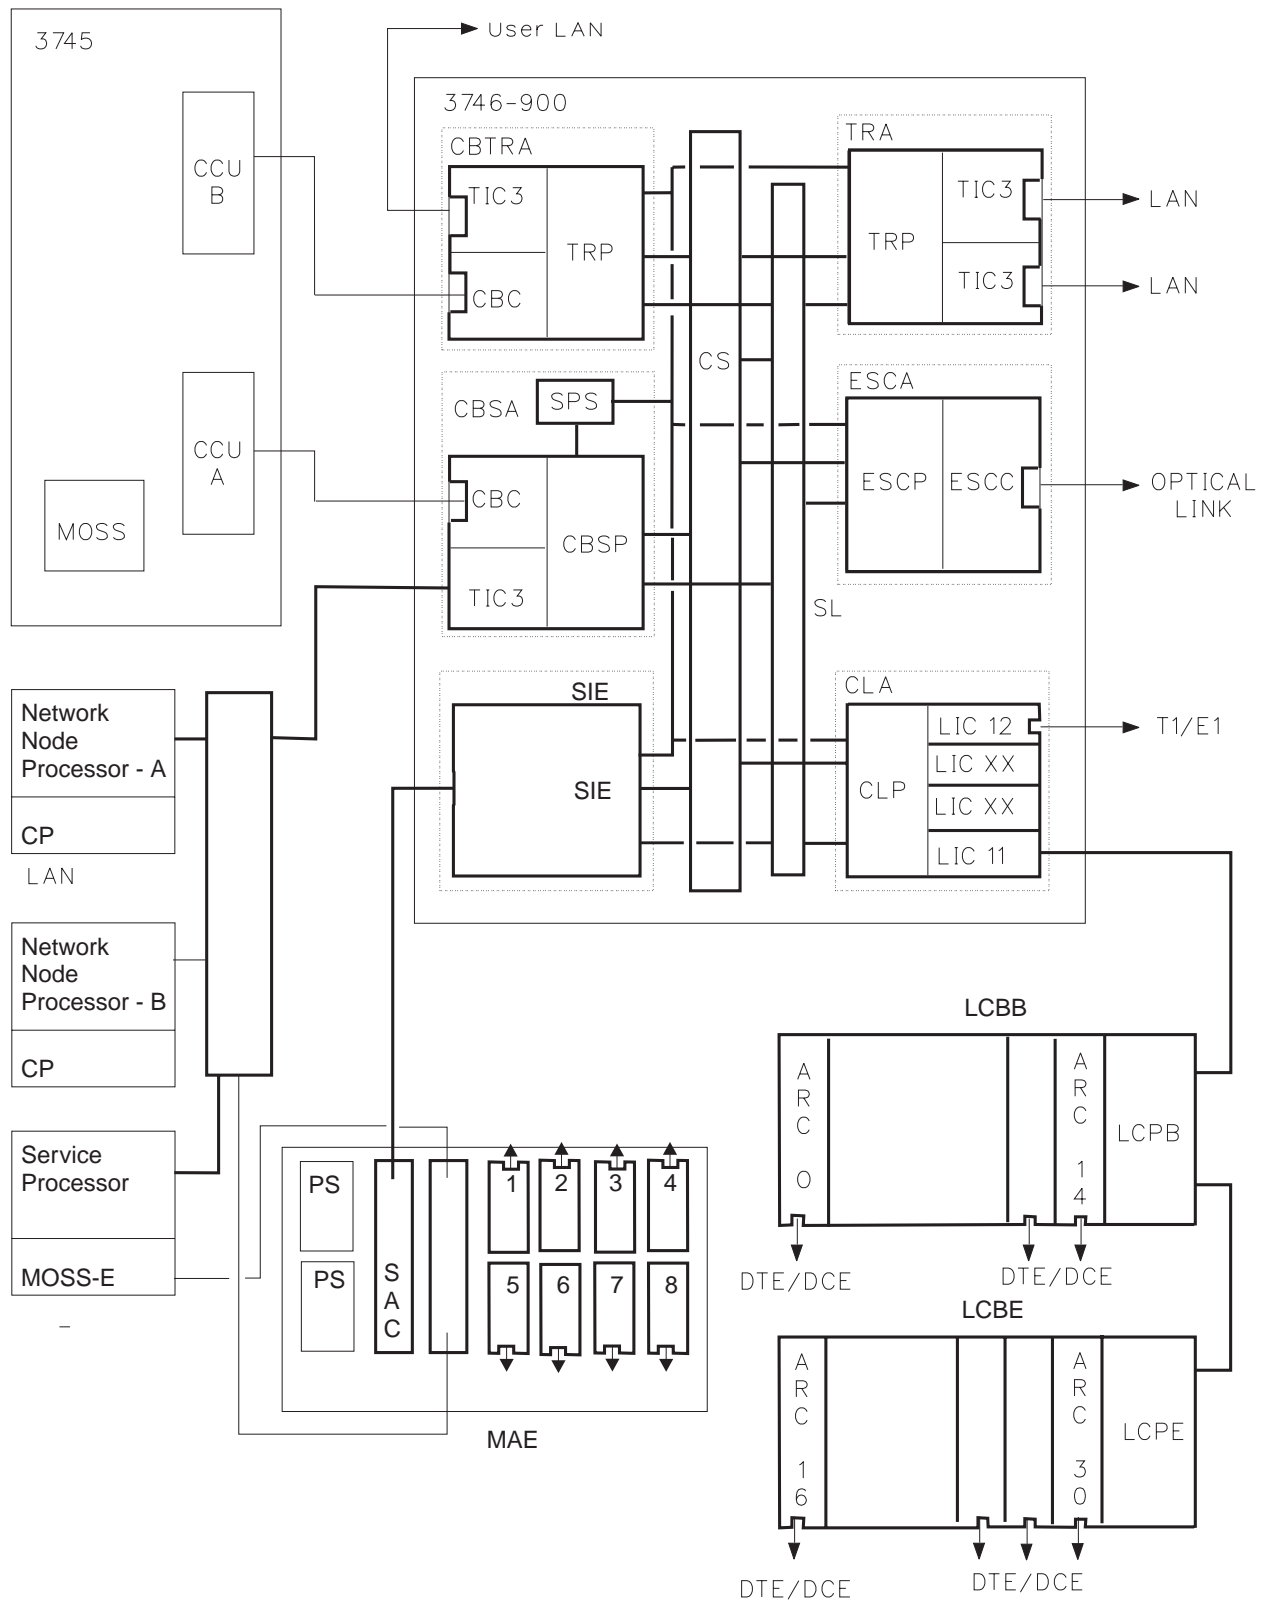 User LAN
3745
3746-900
CCU
B
CBTRA
TIC3
TRP
CBC
TRA
TIC3
TRP
TIC3
LAN
LAN
CS
CCU
A
MOSS
CBSA
SPS
CBC
CBSP
TIC3
ESCA
ESCP
ESCC
OPTICAL
LINK
SL
SIE
SIE
CLA
CLP
LIC 12
LIC XX
LIC XX
LIC 11
T1/E1
Network
Node
Processor - A
CP
LAN
Network
Node
Processor - B
CP
Service
Processor
MOSS-E
–
PS
PS
S
A
C
1
2
3
4
5
6
7
8
MAE
LCBB
A
R
C
0
A
R
C
1
4
LCPB
DTE/DCE
DTE/DCE
LCBE
A
R
C
1
6
A
R
C
3
0
LCPE
DTE/DCE
DTE/DCE